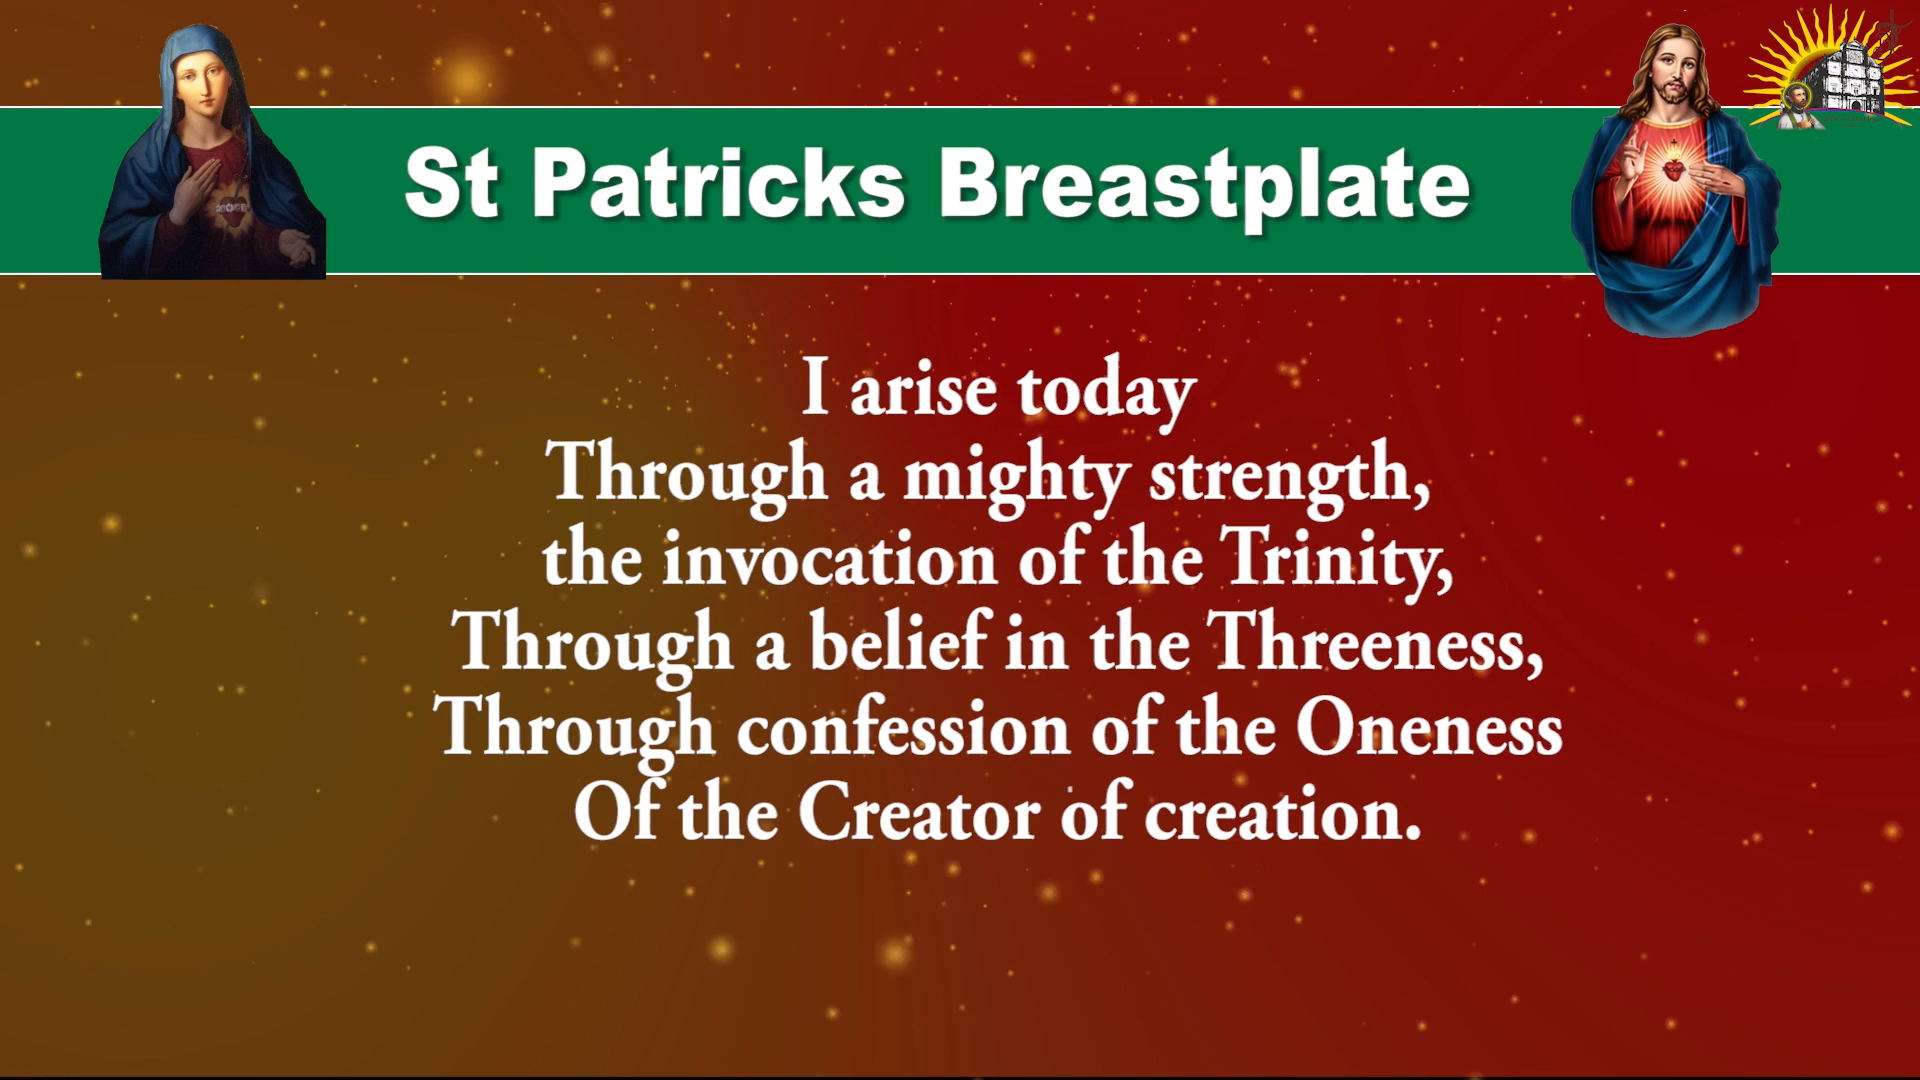 St Patricks Breastplate
I arise today
Through a mighty strength,
the invocation of the Trinity,
Through a belief in the Threeness,
Through confession of the Oneness
Of the Creator of creation.